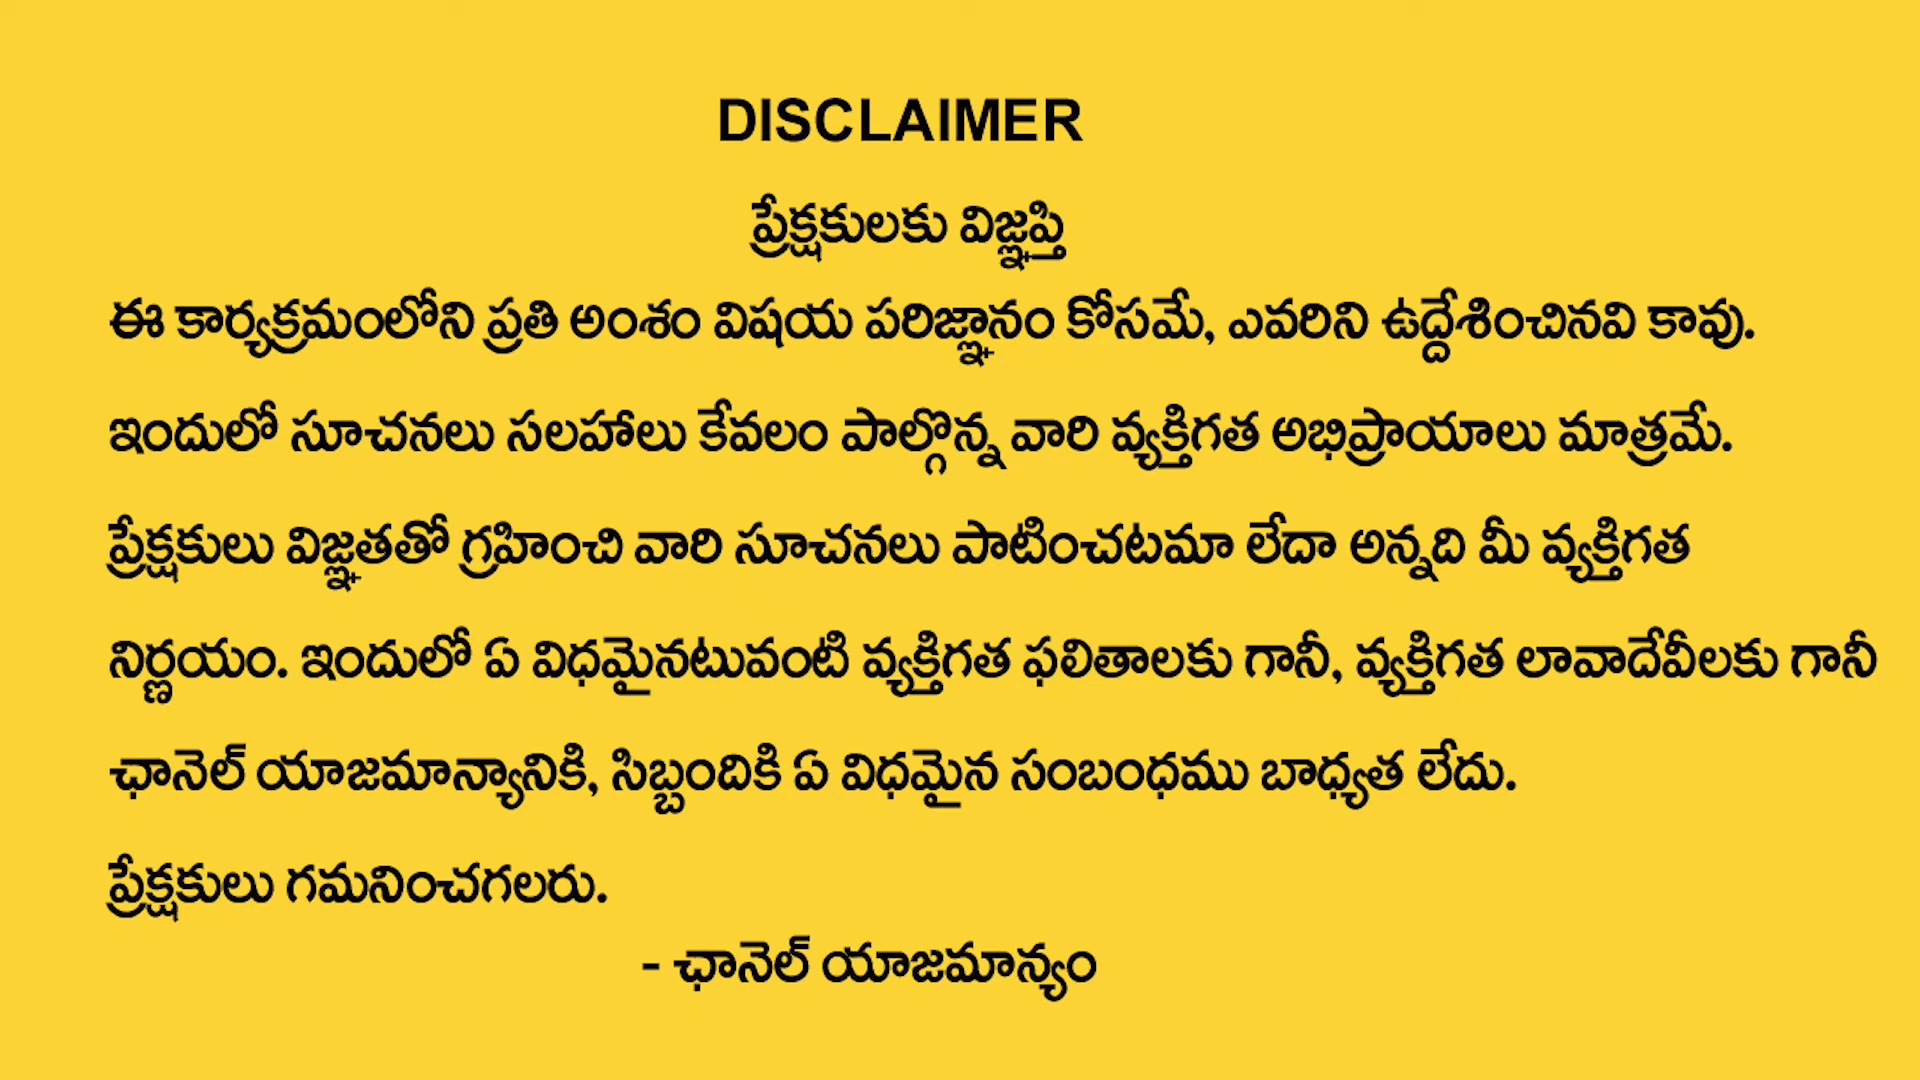 DISCLAIMER
ప్రేక్షకులకు విజ్ఞప్తి
ఈ కార్యక్రమంలోని ప్రతి అంశం విషయ పరిజ్ఞానం కోసమే, ఎవరిని ఉద్దేశించినవి కావు.
ఇందులో సూచనలు సలహాలు కేవలం పాల్గొన్న వారి వ్యక్తిగత అభిప్రాయాలు మాత్రమే.
ప్రేక్షకులు విజ్ఞతతో గ్రహించి వారి సూచనలు పాటించటమా లేదా అన్నది మీ వ్యక్తిగత
నిర్ణయం. ఇందులో ఏ విధమైనటువంటి వ్యక్తిగత ఫలితాలకు గానీ, వ్యక్తిగత లావాదేవీలకు గానీ
ఛానెల్ యాజమాన్యానికి, సిబ్బందికి ఏ విధమైన సంబంధము బాధ్యత లేదు.
ప్రేక్షకులు గమనించగలరు.
- ఛానెల్ యాజమాన్యం